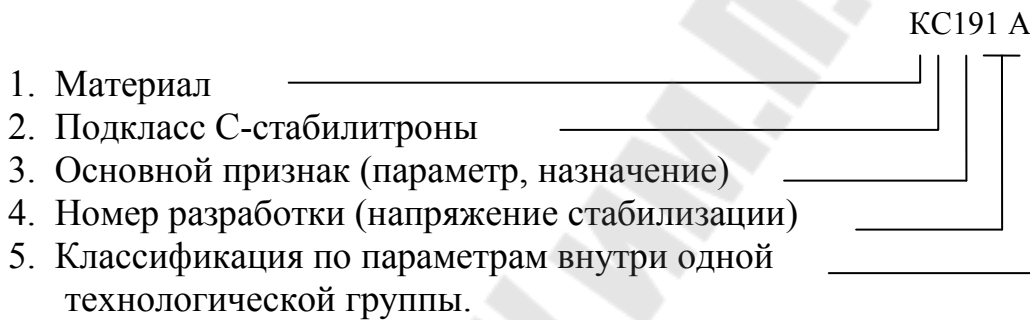 КС191 А
1. Материал
2. Подкласс С-стабилитроны
3. Основной признак (параметр, назначение)
4. Номер разработки (напряжение стабилизации)
5. Классификация по параметрам внутри одной
технологической группы.